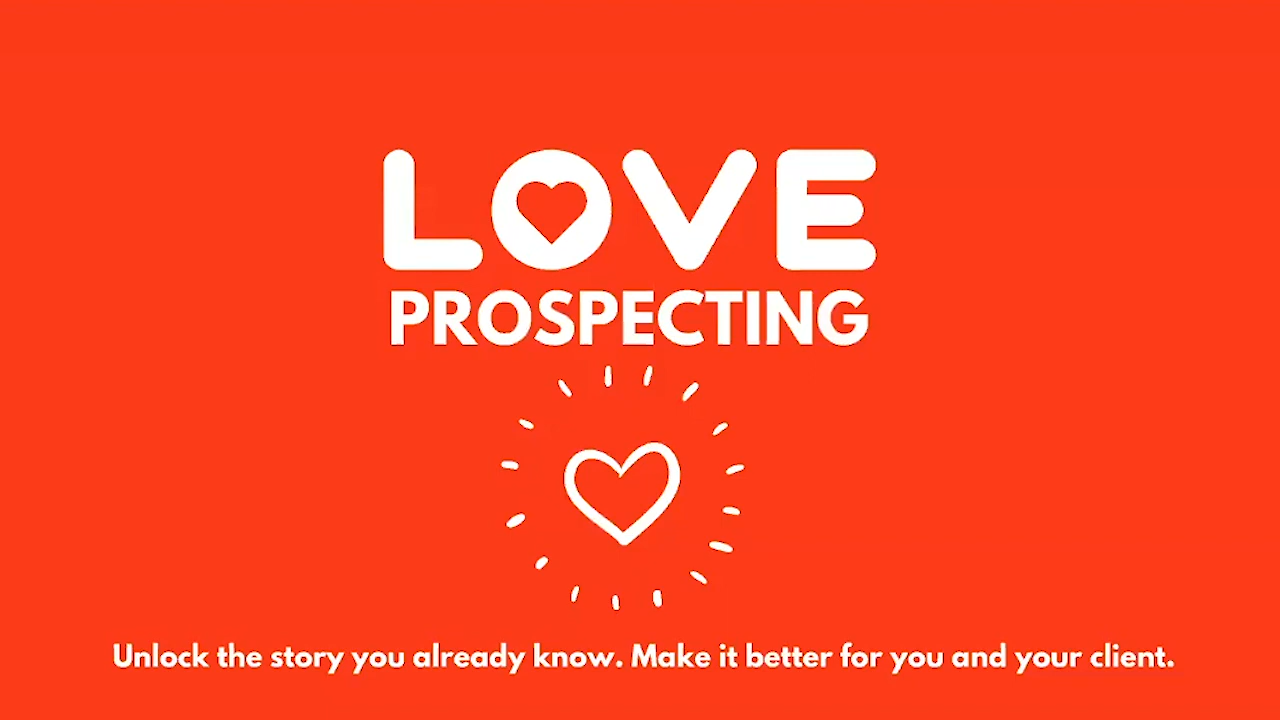 LOVE
PROSPECTING
Unlock the story you already know. Make it better for you and your client.